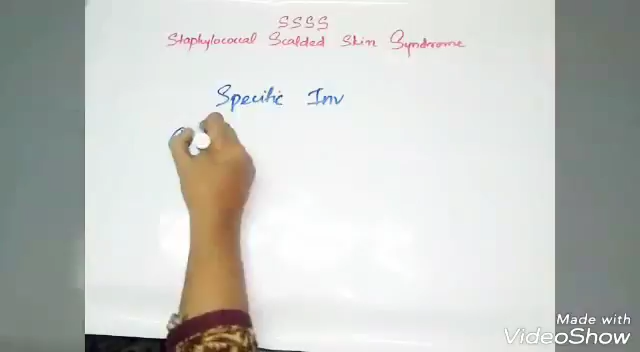 SSSS
Staphylococcal Scalded Skin Syndrome
Specific Inv
Made with
VideoShow